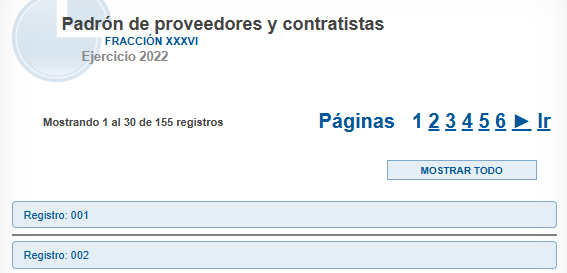 Padrón de proveedores y contratistas
FRACCIÓN XXXVI
Ejercicio 2022
Mostrando 1 al 30 de 155 registros
Páginas 1 2 3 4 5 6 ► Ir
MOSTRAR TODO
Registro: 001
Registro: 002